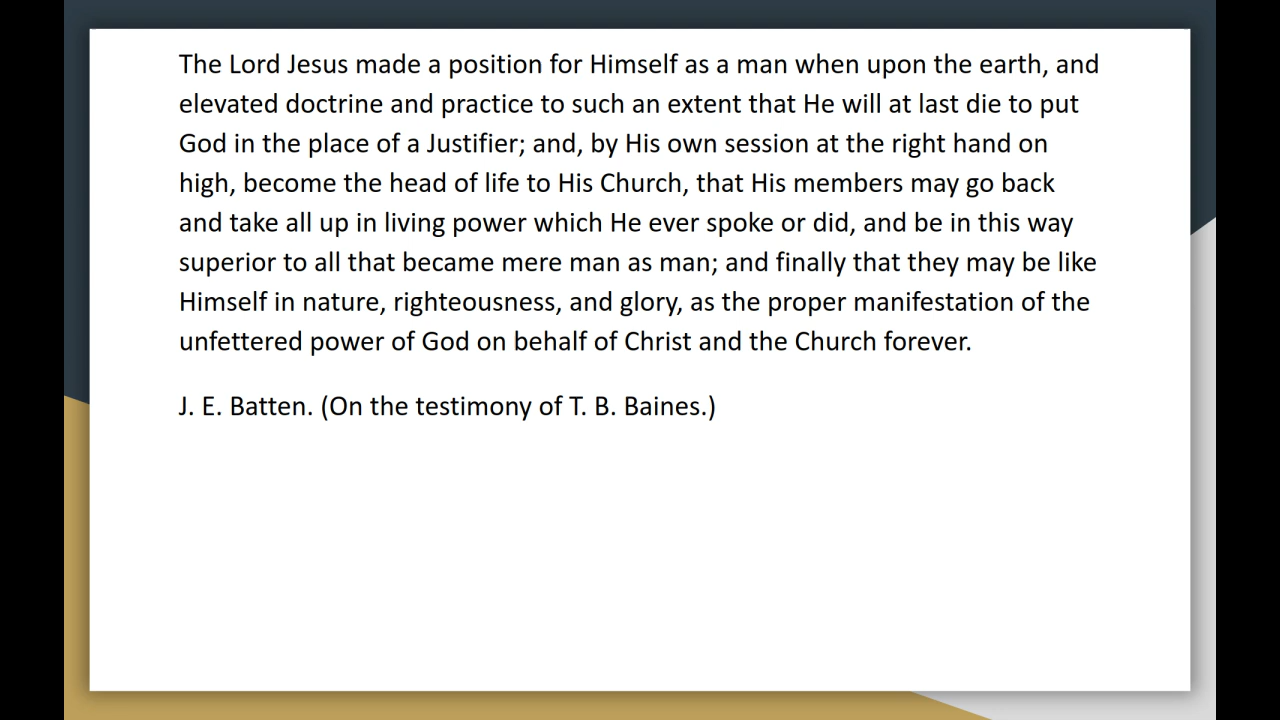 The Lord Jesus made a position for Himself as a man when upon the earth, and
elevated doctrine and practice to such an extent that He will at last die to put
God in the place of a Justifier; and, by His own session at the right hand on
high, become the head of life to His Church, that His members may go back
and take all up in living power which He ever spoke or did, and be in this way
superior to all that became mere man as man; and finally that they may be like
Himself in nature, righteousness, and glory, as the proper manifestation of the
unfettered power of God on behalf of Christ and the Church forever.
J. E. Batten. (On the testimony of T. B. Baines.)